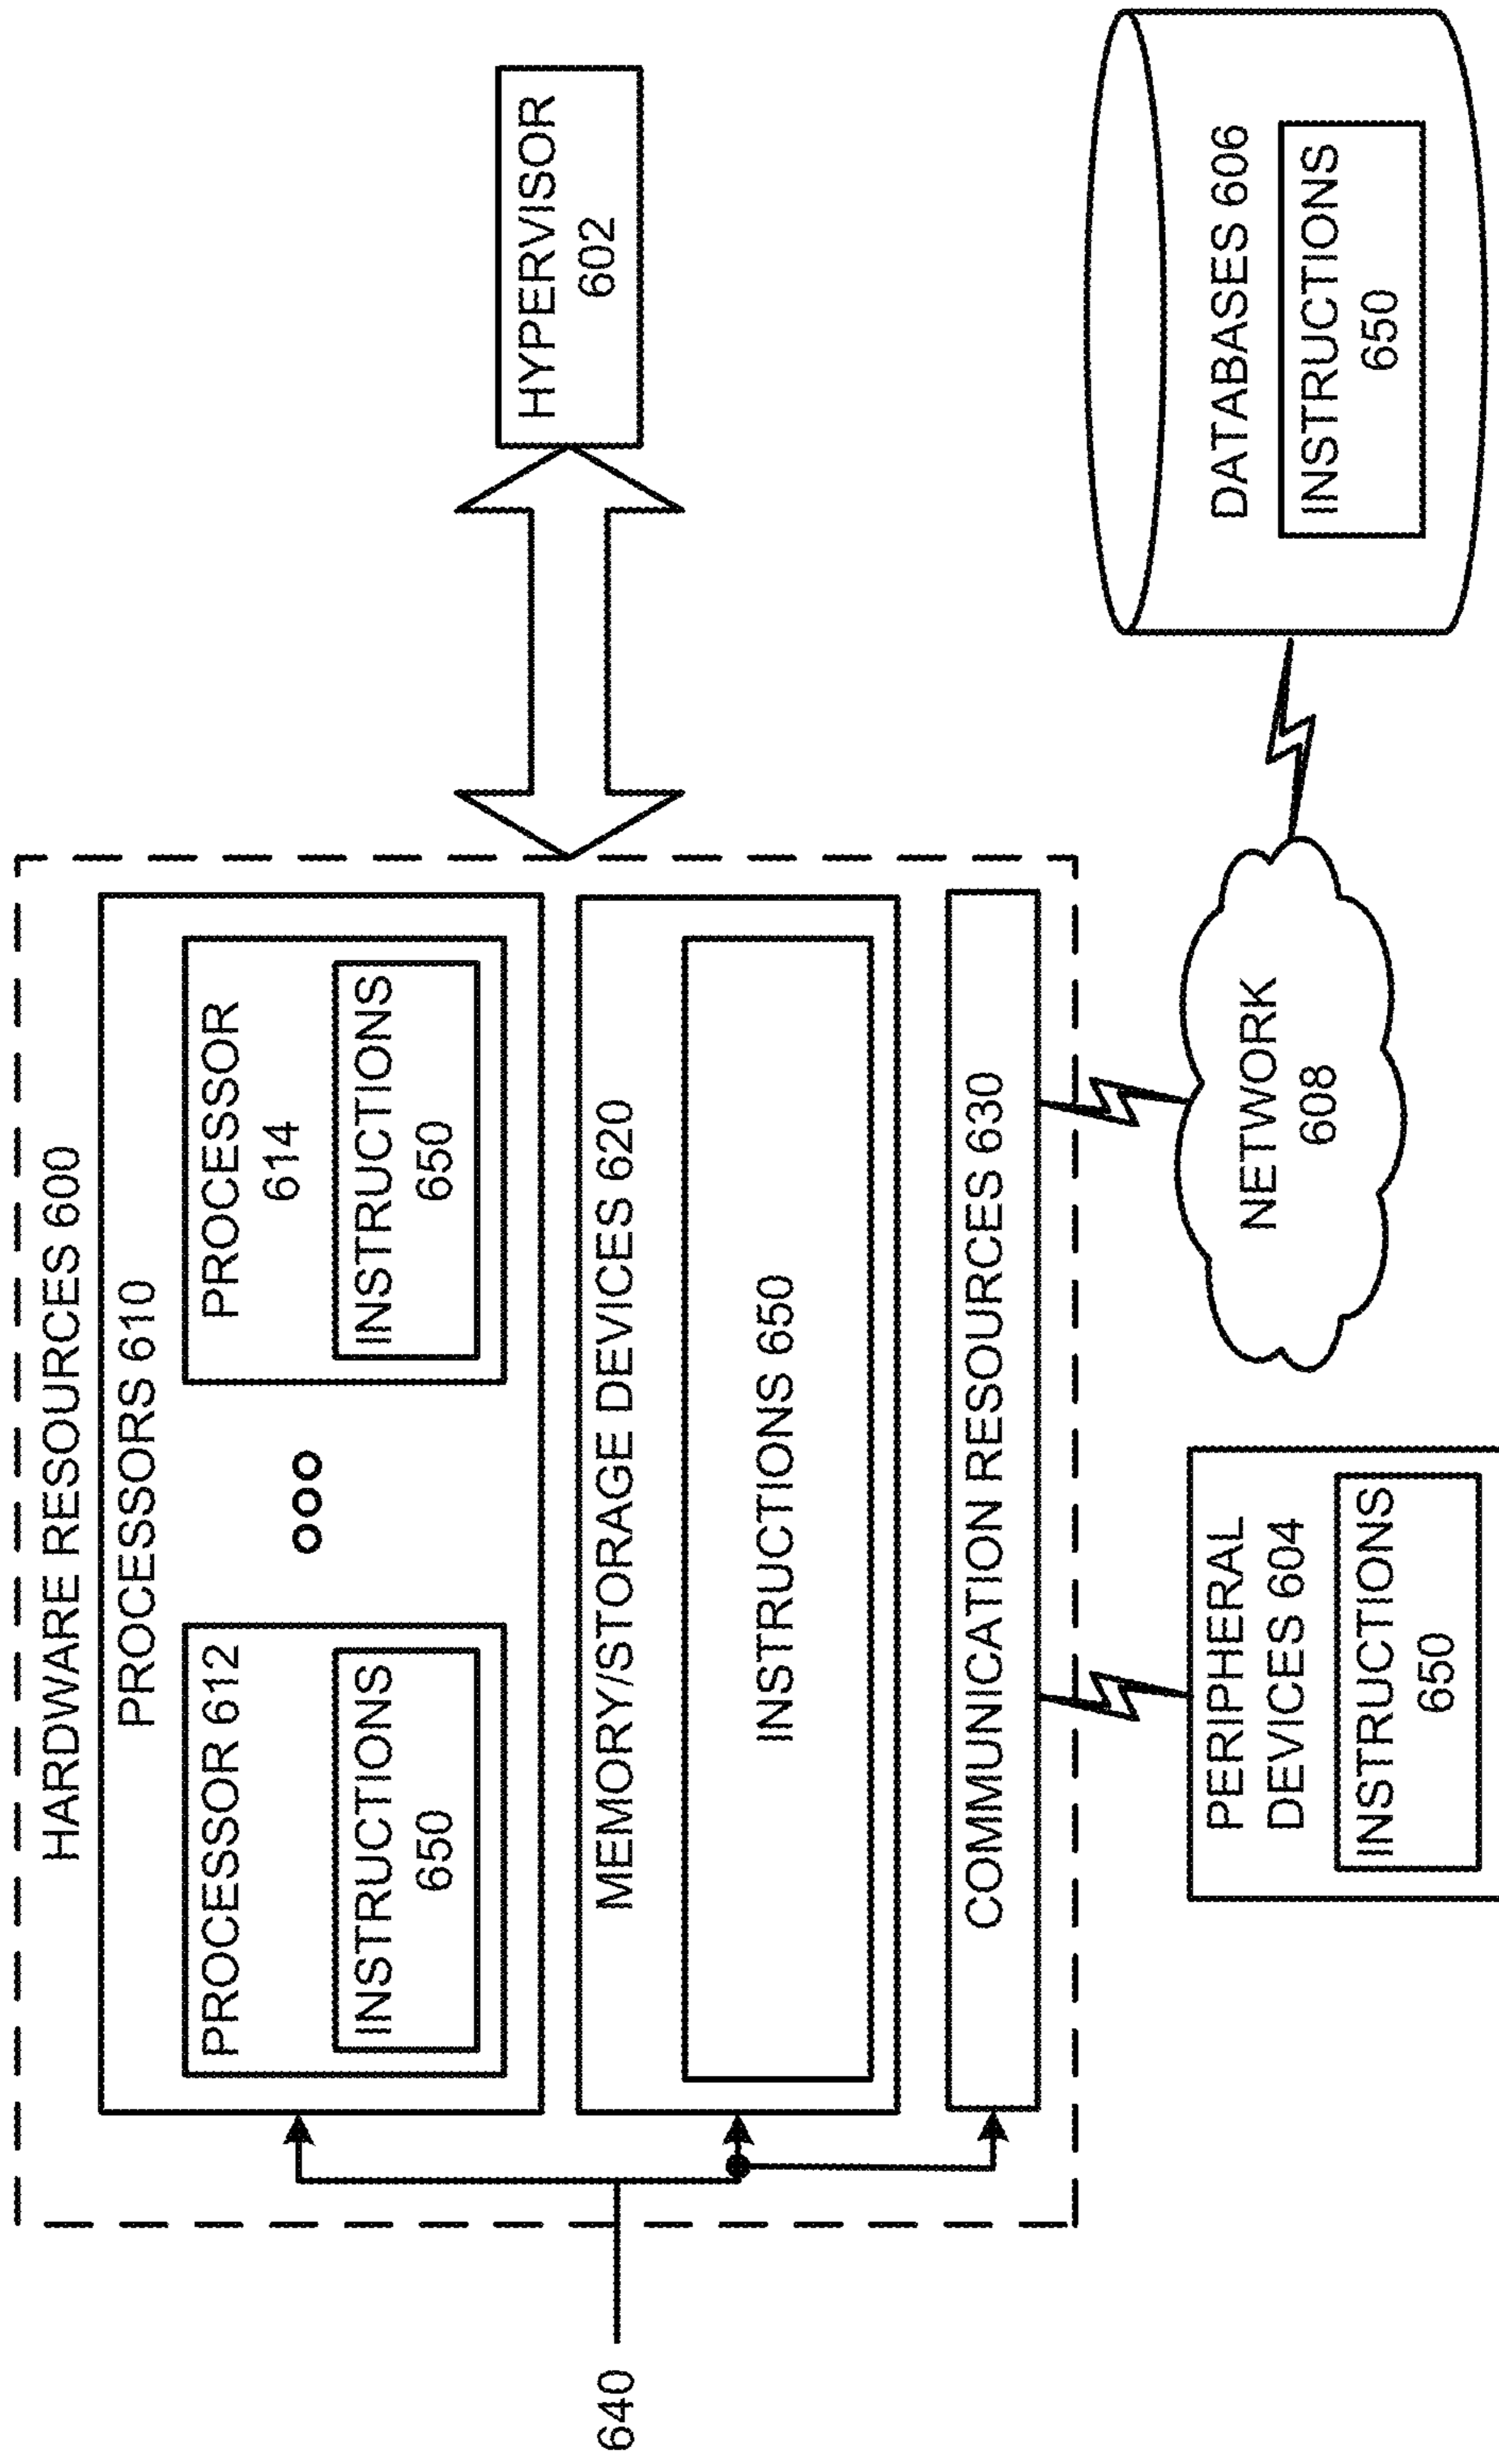 HARDWARE RESOURCES 600
PROCESSORS 610
PROCESSOR 612
INSTRUCTIONS
650
PROCESSOR
614
INSTRUCTIONS
650
HYPERVISOR
602
MEMORY/STORAGE DEVICES 620
INSTRUCTIONS 650
640
COMMUNICATION RESOURCES 630
PERIPHERAL
DEVICES 604
INSTRUCTIONS
650
NETWORK
608
DATABASES 606
INSTRUCTIONS
650